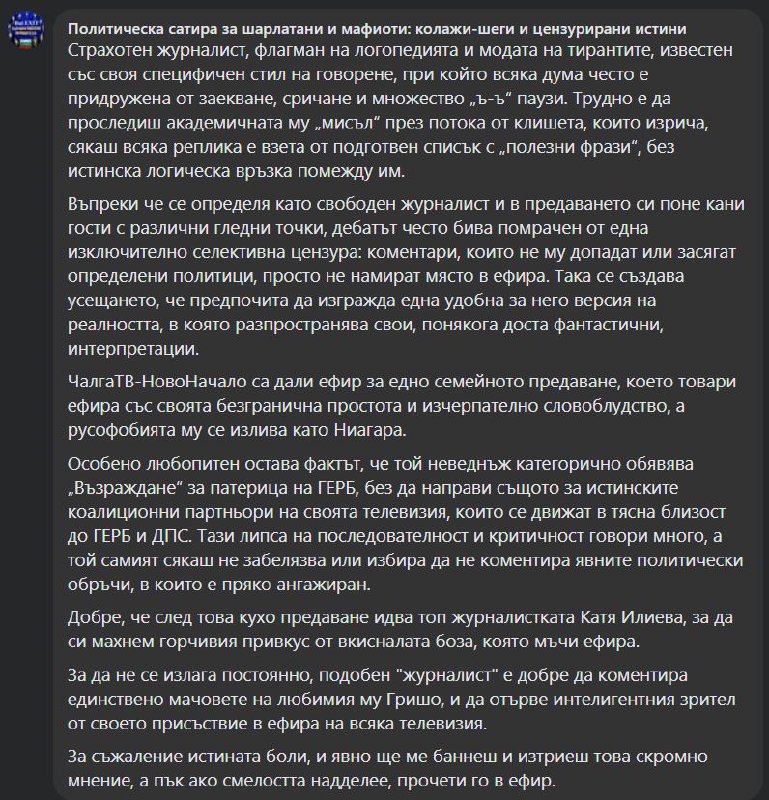 Политическа сатира за шарлатани и мафиоти: колажи-шеги и цензурирани истини
Страхотен журналист, флагман на логопедията и модата на тирантите, известен
със своя специфичен стил на говорене, при който всяка дума често е
придружена от заекване, сричане и множество „ъ-ъ“ паузи. Трудно е да
проследиш академичната му „мисъл“ през потока от клишета, които изрича,
сякаш всяка реплика е взета от подготвен списък с „полезни фрази“, без
истинска логическа връзка помежду им.
Въпреки че се определя като свободен журналист и в предаването си поне кани
гости с различни гледни точки, дебатът често бива помрачен от една
изключително селективна цензура: коментари, които не му допадат или засягат
определени политици, просто не намират място в ефира. Така се създава
усещането, че предпочита да изгражда една удобна за него версия на
реалността, в която разпространява свои, понякога доста фантастични,
интерпретации.
ЧалгаТВ-НовоНачало са дали ефир за едно семейното предаване, което товари
ефира със своята безгранична простота и изчерпателно словоблудство, а
русофобията му се излива като Ниагара.
Особено любопитен остава фактът, че той неведнъж категорично обявява
„Възраждане“ за патерица на ГЕРБ, без да направи същото за истинските
коалиционни партньори на своята телевизия, които се движат в тясна близост
до ГЕРБ и ДПС. Тази липса на последователност и критичност говори много, а
той самият сякаш не забелязва или избира да не коментира явните политически
обръчи, в които е пряко ангажиран.
Добре, че след това кухо предаване идва топ журналистката Катя Илиева, за да
си махнем горчивия привкус от вкисналата боза, която мъчи ефира.
За да не се излага постоянно, подобен "журналист" е добре да коментира
единствено мачовете на любимия му Гришо, и да отърве интелигентния зрител
от своето присъствие в ефира на всяка телевизия.
За съжаление истината боли, и явно ще ме баннеш и изтриеш това скромно
мнение, а пък ако смелостта надделее, прочети го в ефир.